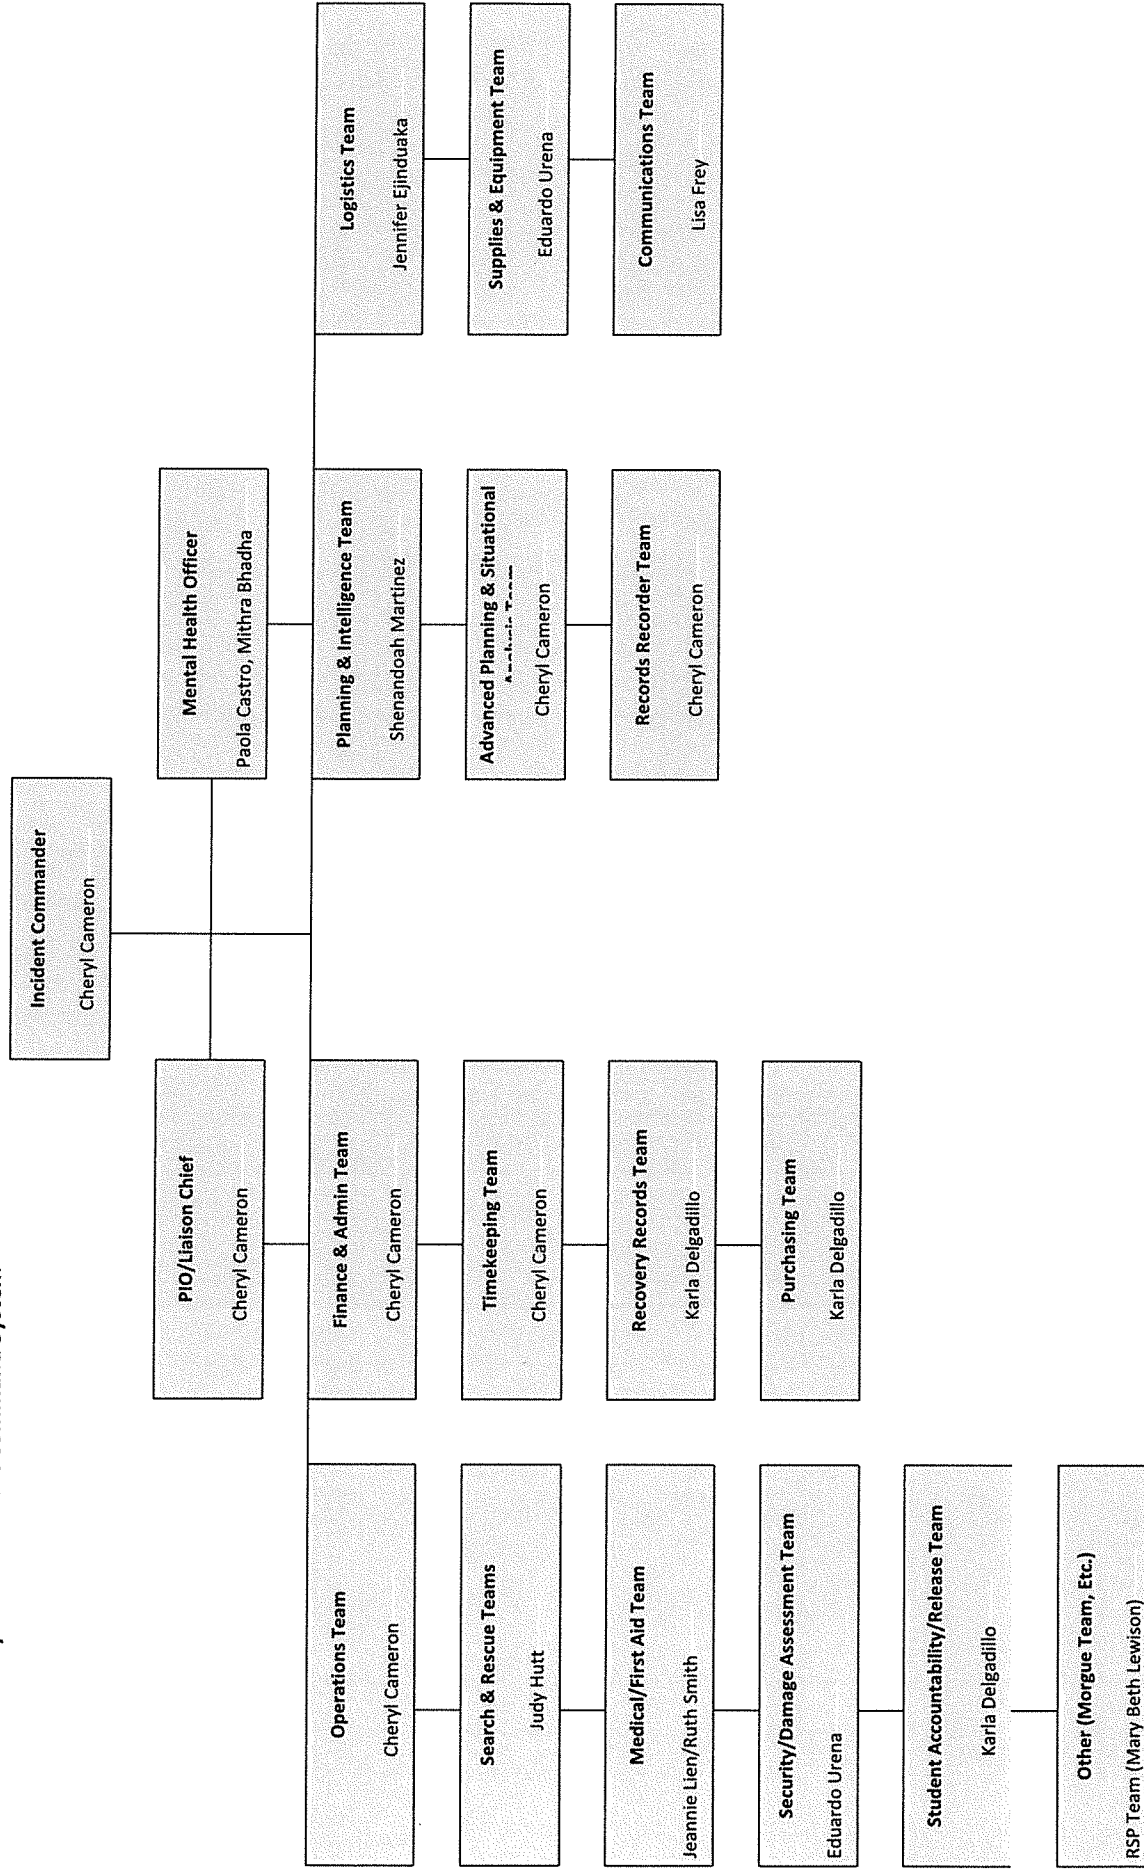 Incident Commander
Cheryl Cameron
PIO/Liaison Chief
Cheryl Cameron
Mental Health Officer
Paola Castro, Mithra Bhadha
Operations Team
Cheryl Cameron
Search & Rescue Teams
Judy Hutt
Medical/First Aid Team
Jeannie Lien/Ruth Smith
Security/Damage Assessment Team
Eduardo Urena
Student Accountability/Release Team
Karla Delgadillo
Other (Morgue Team, Etc.)
RSP Team (Mary Beth Lewison)
Finance & Admin Team
Cheryl Cameron
Timekeeping Team
Cheryl Cameron
Recovery Records Team
Karla Delgadillo
Purchasing Team
Karla Delgadillo
Planning & Intelligence Team
Shenandoah Martinez
Advanced Planning & Situational
Cheryl Cameron
Records Recorder Team
Cheryl Cameron
Logistics Team
Jennifer Ejinduaka
Supplies & Equipment Team
Eduardo Urena
Communications Team
Lisa Frey